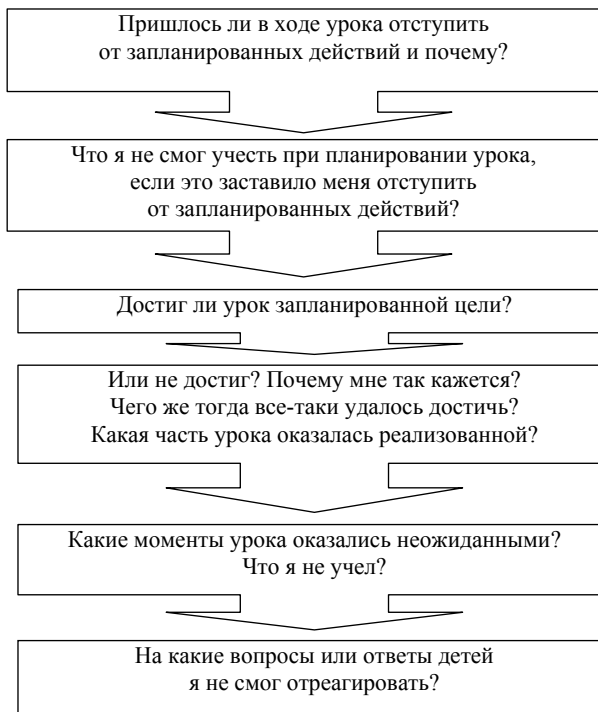 Пришлось ли в ходе урока отступить
от запланированных действий и почему?
Что я не смог учесть при планировании урока,
если это заставило меня отступить
от запланированных действий?
Достиг ли урок запланированной цели?
Или не достиг? Почему мне так кажется?
Чего же тогда все-таки удалось достичь?
Какая часть урока оказалась реализованной?
Какие моменты урока оказались неожиданными?
Что я не учел?
На какие вопросы или ответы детей
я не смог отреагировать?